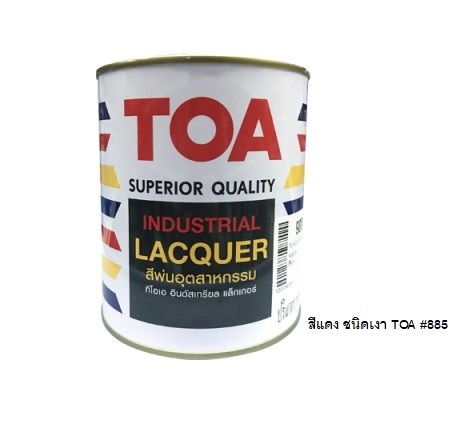 TOA
SUPERIOR QUALITY
INDUSTRIAL
LACQUER
สีพ่นอุตสาหกรรม
ทีโอเอ อินดัสเทรียล แล็กเกอร์
สีแดง ชนิดเงา TOA #885